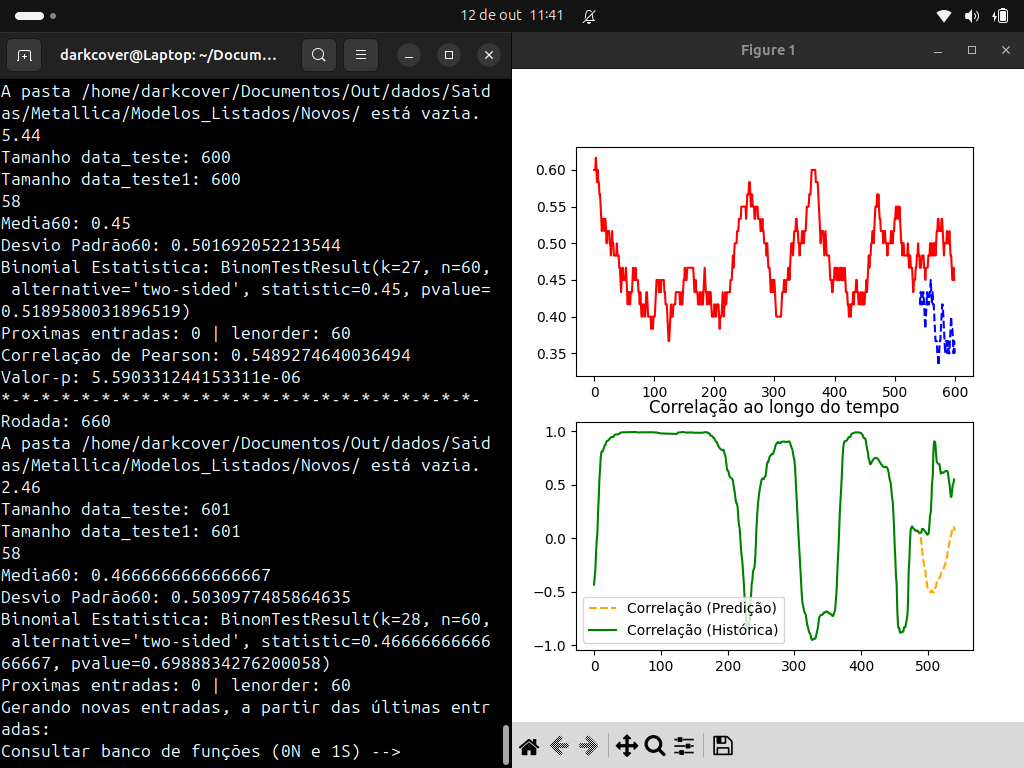 12 de out 11:41
darkcover@Laptop: ~/Docum...
A pasta /home/darkcover/Documentos/Out/dados/Said
as/Metallica/Modelos_Listados/Novos/ está vazia.
5.44
Tamanho data_teste: 600
Tamanho data_teste1: 600
58
Media60: 0.45
Desvio Padrão60: 0.501692052213544
Binomial Estatistica: BinomTestResult(k=27, n=60,
 alternative='two-sided', statistic=0.45, pvalue=
0.5189580031896519)
Proximas entradas: 0 | lenorder: 60
Correlação de Pearson: 0.5489274640036494
Valor-p: 5.590331244153311e-06
*-*-*-*-*-*-*-*-*-*-*-*-*-*-*-*-*-*-*-*-*-*-*-*-
Rodada: 660
A pasta /home/darkcover/Documentos/Out/dados/Said
as/Metallica/Modelos_Listados/Novos/ está vazia.
2.46
Tamanho data_teste: 601
Tamanho data_teste1: 601
58
Media60: 0.4666666666666667
Desvio Padrão60: 0.5030977485864635
Binomial Estatistica: BinomTestResult(k=28, n=60,
 alternative='two-sided', statistic=0.46666666666
66667, pvalue=0.6988834276200058)
Proximas entradas: 0 | lenorder: 60
Gerando novas entradas, a partir das últimas entr
adas:
Consultar banco de funções (0N e 1S) -->
Figure 1
0.60
0.55
0.50
0.45
0.40
0.35
0 100 200 300 400 500 600
Correlação ao longo do tempo
1.0
0.5
0.0
−0.5
−1.0
Correlação (Predição)
Correlação (Histórica)
0 100 200 300 400 500